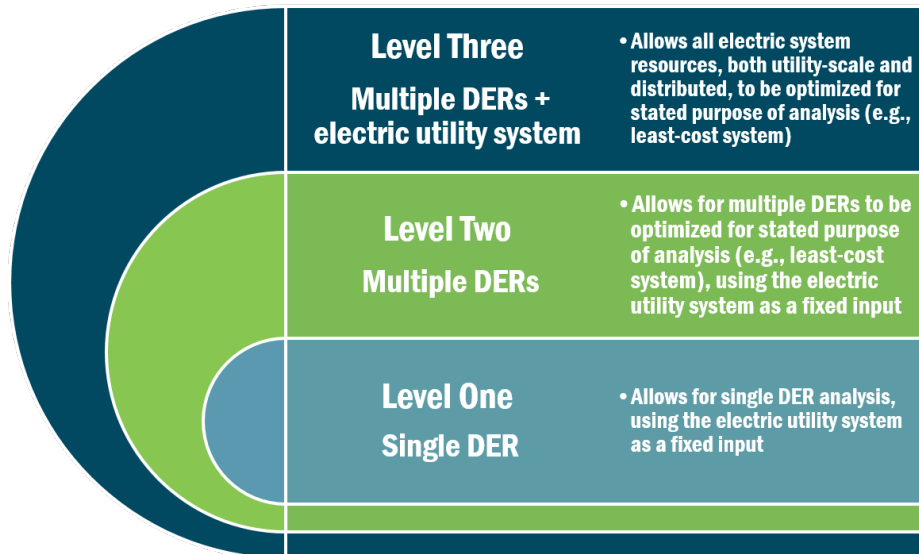 Level Three
Multiple DERs +
electric utility system
• Allows all electric system
resources, both utility-scale and
distributed, to be optimized for
stated purpose of analysis (e.g.,
least-cost system)
Level Two
Multiple DERs
• Allows for multiple DERs to be
optimized for stated purpose
of analysis (e.g., least-cost
system), using the electric
utility system as a fixed input
Level One
Single DER
• Allows for single DER analysis,
using the electric utility system
as a fixed input